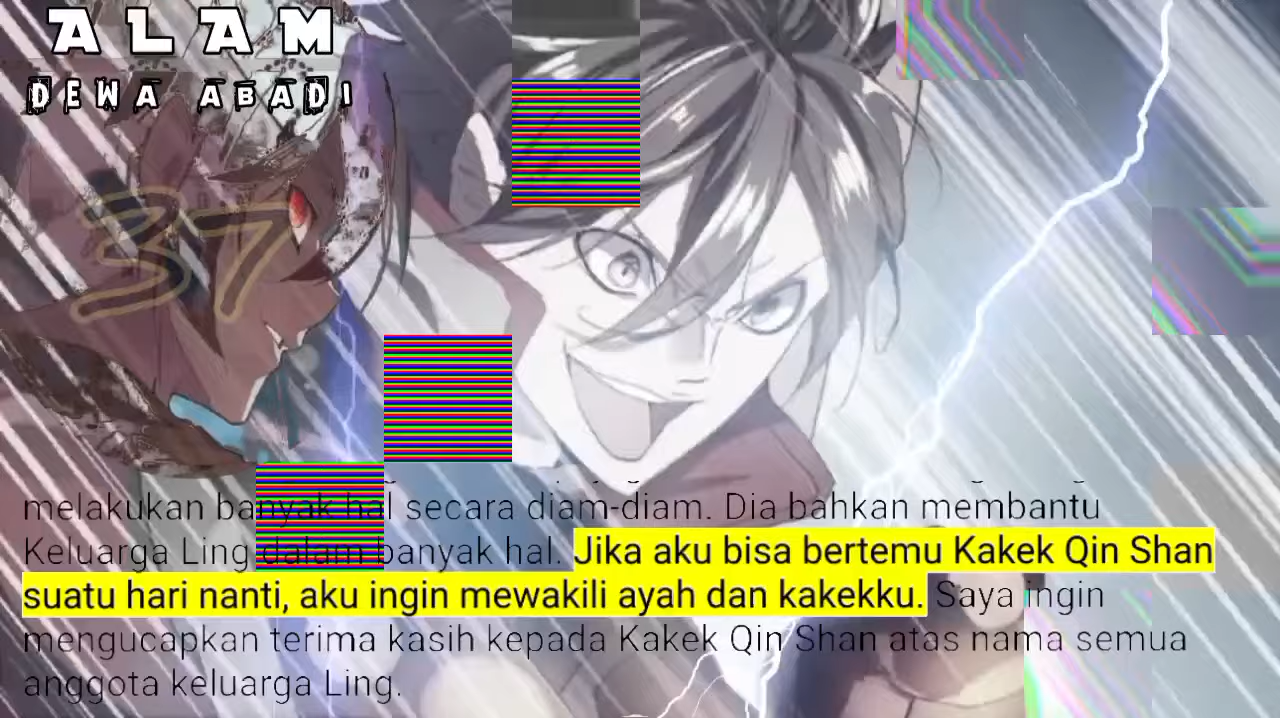 ALAM
DEWA ABADI
37
melakukan banyak hal secara diam-diam. Dia bahkan membantu
Keluarga Ling dalam banyak hal. Jika aku bisa bertemu Kakek Qin Shan
suatu hari nanti, aku ingin mewakili ayah dan kakekku. Saya ingin
mengucapkan terima kasih kepada Kakek Qin Shan atas nama semua
anggota keluarga Ling.